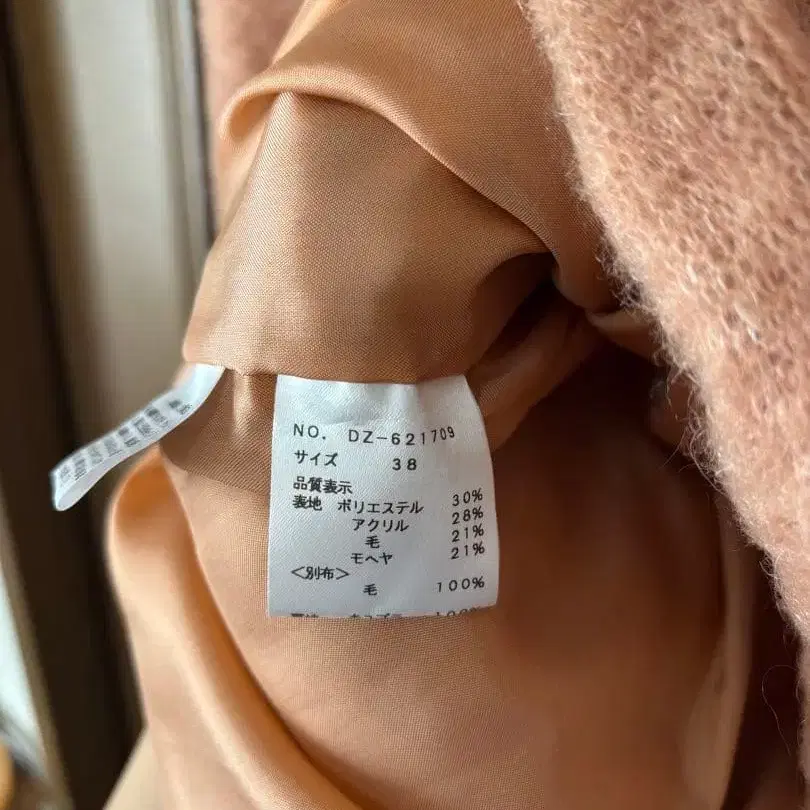 NO. DZ-621709
サイズ 38
品質表示
表地 ポリエステル 30%
アクリル 28%
毛 21%
モヘヤ 21%
<別布>
毛 100%